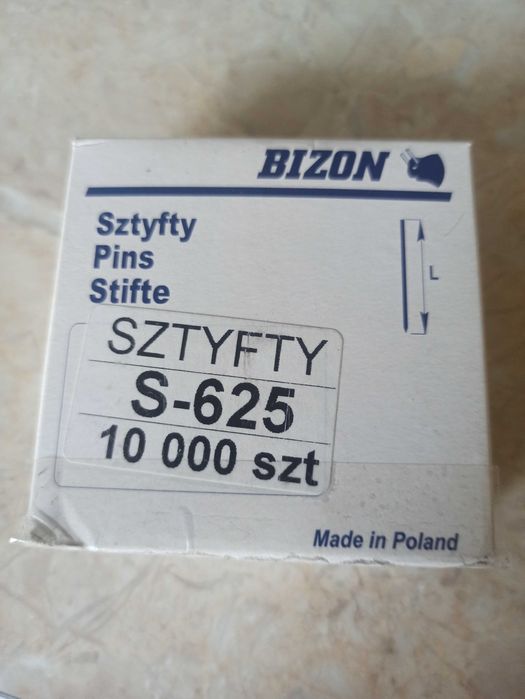 BIZON
Sztyfty
Pins
Stifte
L
SZTYFTY
S-625
10 000 szt
Made in Poland